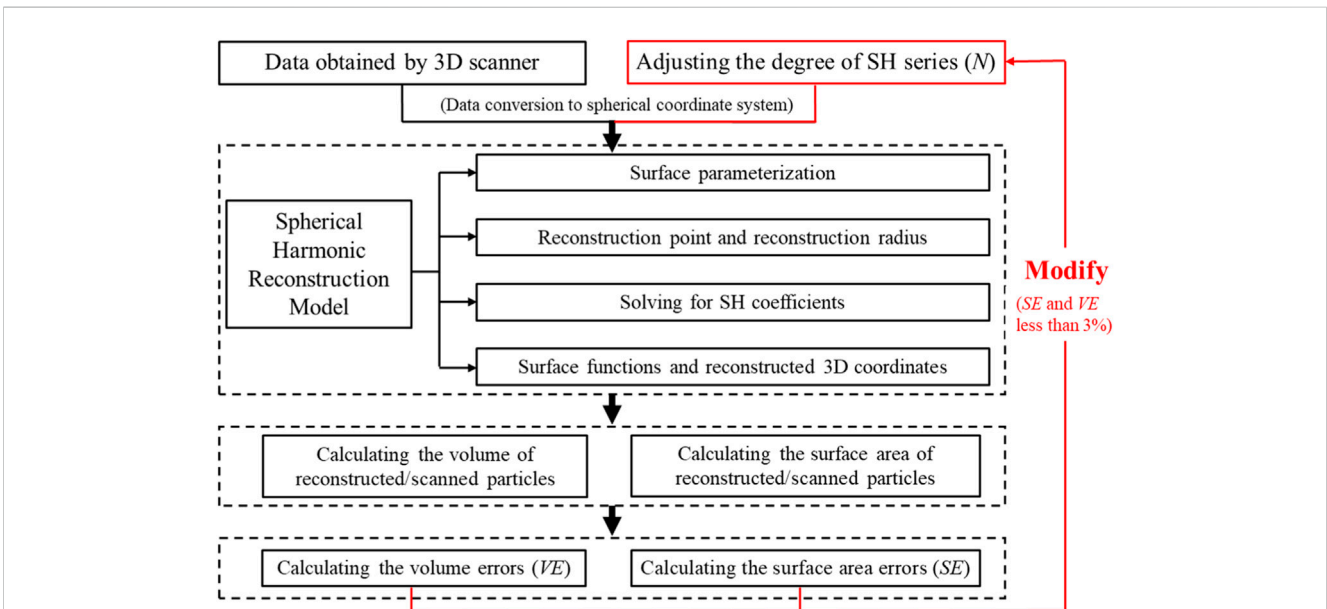 Data obtained by 3D scanner
Adjusting the degree of SH series (N)
(Data conversion to spherical coordinate system)
Surface parameterization
Spherical
Harmonic
Reconstruction
Model
Reconstruction point and reconstruction radius
Solving for SH coefficients
Surface functions and reconstructed 3D coordinates
Modify
(SE and VE
less than 3%)
Calculating the volume of
reconstructed/scanned particles
Calculating the surface area of
reconstructed/scanned particles
Calculating the volume errors (VE)
Calculating the surface area errors (SE)